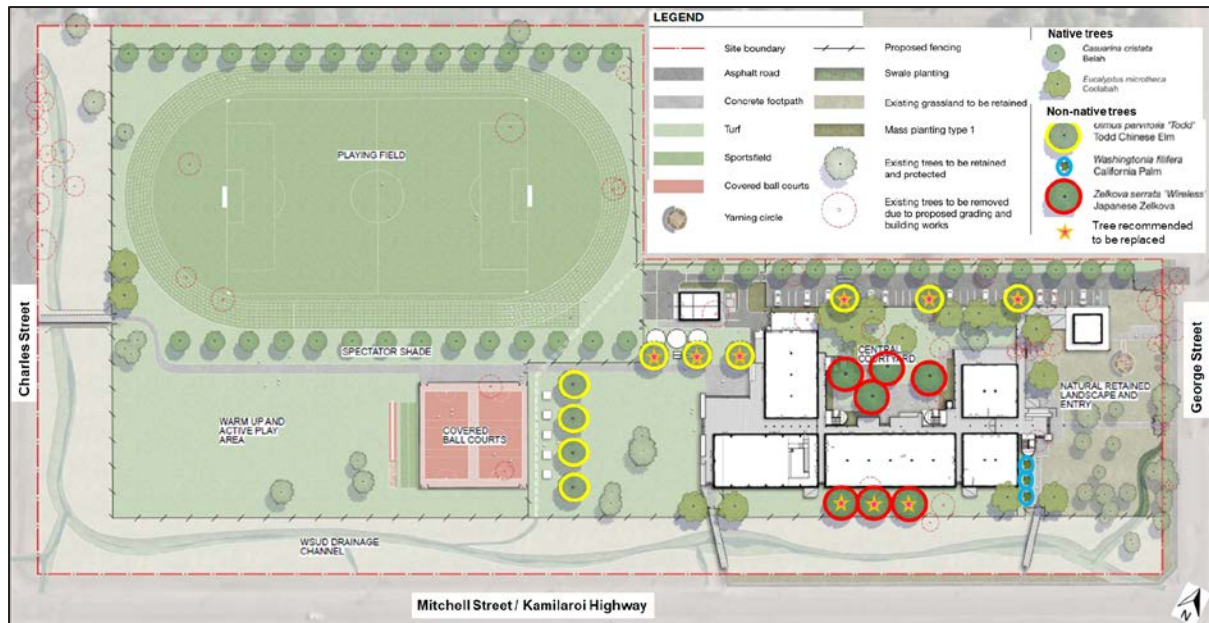 LEGEND
Site boundary
Asphalt road
Concrete footpath
Turf
Sportsfield
Covered ball courts
Yarning circle
Proposed fencing
Swale planting
Existing grassland to be retained
Mass planting type 1
Existing trees to be retained
and protected
Existing trees to be removed
due to proposed grading and
building works
Native trees
Casuarina cristata
Belah
Eucalyptus microtheca
Coolabah
Non-native trees
Ulmus parvifolia 'Todd'
Todd Chinese Elm
Washingtonia filifera
California Palm
Zelkova serrata 'Wireless'
Japanese Zelkova
Tree recommended
to be replaced
PLAYING FIELD
Charles Street
SPECTATOR SHADE
WARM UP AND
ACTIVE PLAY
AREA
COVERED
BALL COURTS
CENTRAL
COURTYARD
NATURAL RETAINED
LANDSCAPE AND
ENTRY
George Street
WSUD DRAINAGE
CHANNEL
Mitchell Street / Kamilaroi Highway
N